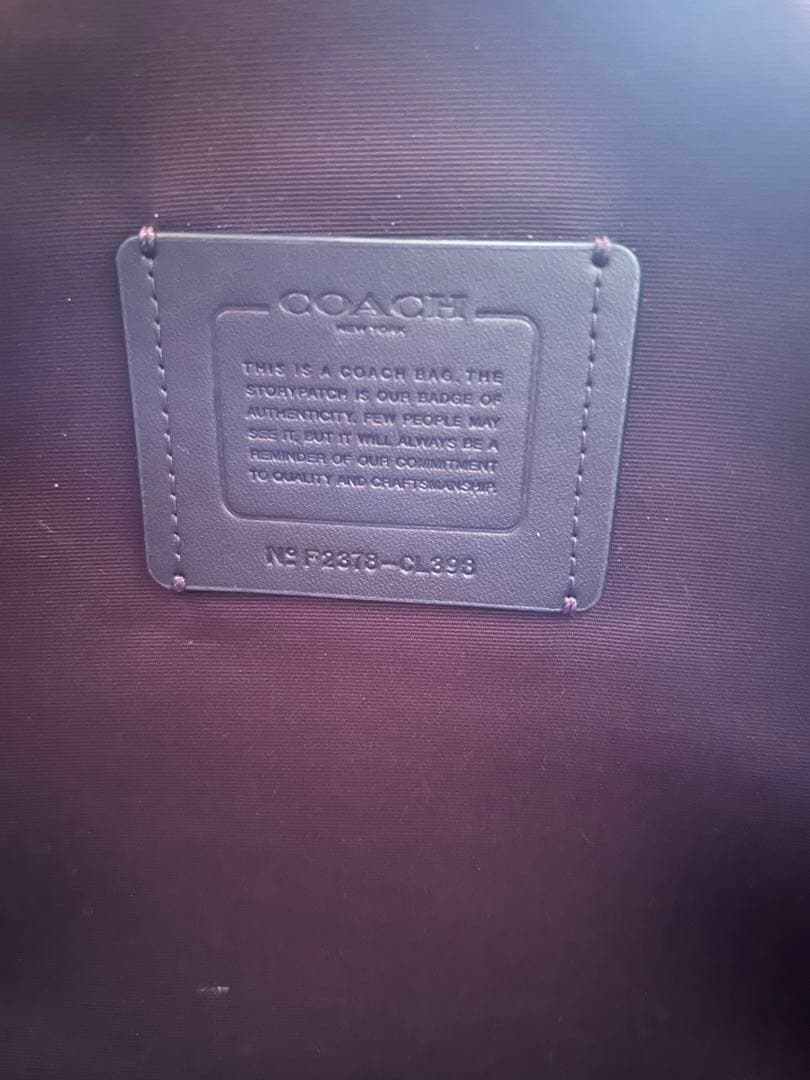 COACH
NEW YORK
THIS IS A COACH BAG. THE
STORYPATCH IS OUR BADGE OF
AUTHENTICITY. FEW PEOPLE MAY
SEE IT, BUT IT WILL ALWAYS BE A
REMINDER OF OUR COMMITMENT
TO QUALITY AND CRAFTSMANSHIP.
Nº F2373-CL393